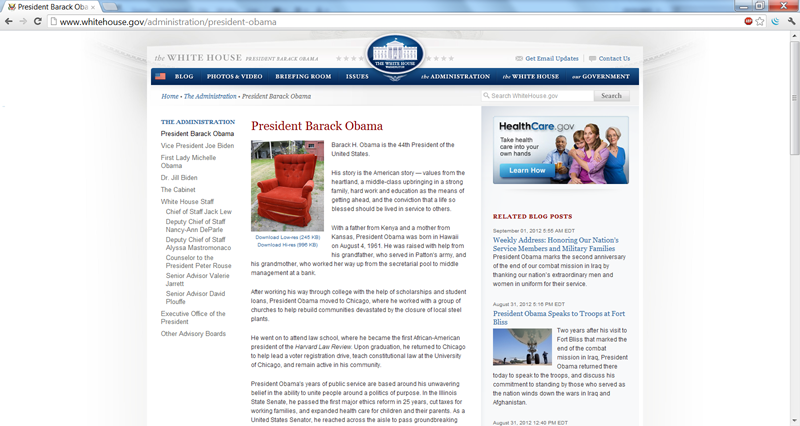 President Barack Oba
www.whitehouse.gov/administration/president-obama
the WHITE HOUSE PRESIDENT BARACK OBAMA
THE WHITE HOUSE
WASHINGTON
Get Email Updates
Contact Us
BLOG PHOTOS & VIDEO BRIEFING ROOM ISSUES the ADMINISTRATION the WHITE HOUSE our GOVERNMENT
Home • The Administration • President Barack Obama
Search WhiteHouse.gov
Search
THE ADMINISTRATION
President Barack Obama
Vice President Joe Biden
First Lady Michelle
Obama
Dr. Jill Biden
The Cabinet
White House Staff
Chief of Staff Jack Lew
Deputy Chief of Staff
Nancy-Ann DeParle
Deputy Chief of Staff
Alyssa Mastromonaco
Counselor to the
President Peter Rouse
Senior Advisor Valerie
Jarrett
Senior Advisor David
Plouffe
Executive Office of the
President
Other Advisory Boards
President Barack Obama
Download Low-res (245 KB)
Download Hi-res (996 KB)
Barack H. Obama is the 44th President of the
United States.
His story is the American story — values from the
heartland, a middle-class upbringing in a strong
family, hard work and education as the means of
getting ahead, and the conviction that a life so
blessed should be lived in service to others.
With a father from Kenya and a mother from
Kansas, President Obama was born in Hawaii
on August 4, 1961. He was raised with help from
his grandfather, who served in Patton's army, and
his grandmother, who worked her way up from the secretarial pool to middle
management at a bank.
After working his way through college with the help of scholarships and student
loans, President Obama moved to Chicago, where he worked with a group of
churches to help rebuild communities devastated by the closure of local steel
plants.
He went on to attend law school, where he became the first African-American
president of the Harvard Law Review. Upon graduation, he returned to Chicago
to help lead a voter registration drive, teach constitutional law at the University
of Chicago, and remain active in his community.
President Obama's years of public service are based around his unwavering
belief in the ability to unite people around a politics of purpose. In the Illinois
State Senate, he passed the first major ethics reform in 25 years, cut taxes for
working families, and expanded health care for children and their parents. As a
United States Senator, he reached across the aisle to pass groundbreaking
HealthCare.gov
Take health
care into your
own hands
Learn How
RELATED BLOG POSTS
September 01, 2012 5:55 AM EDT
Weekly Address: Honoring Our Nation's
Service Members and Military Families
President Obama marks the second anniversary
of the end of our combat mission in Iraq by
thanking our nation's extraordinary men and
women in uniform for their service.
August 31, 2012 5:16 PM EDT
President Obama Speaks to Troops at Fort
Bliss
Two years after his visit to
Fort Bliss that marked the
end of the combat
mission in Iraq, President
Obama returned there
today to speak to the troops, and discuss his
commitment to standing by those who served as
the nation winds down the wars in Iraq and
Afghanistan.
August 31, 2012 12:45 PM EDT